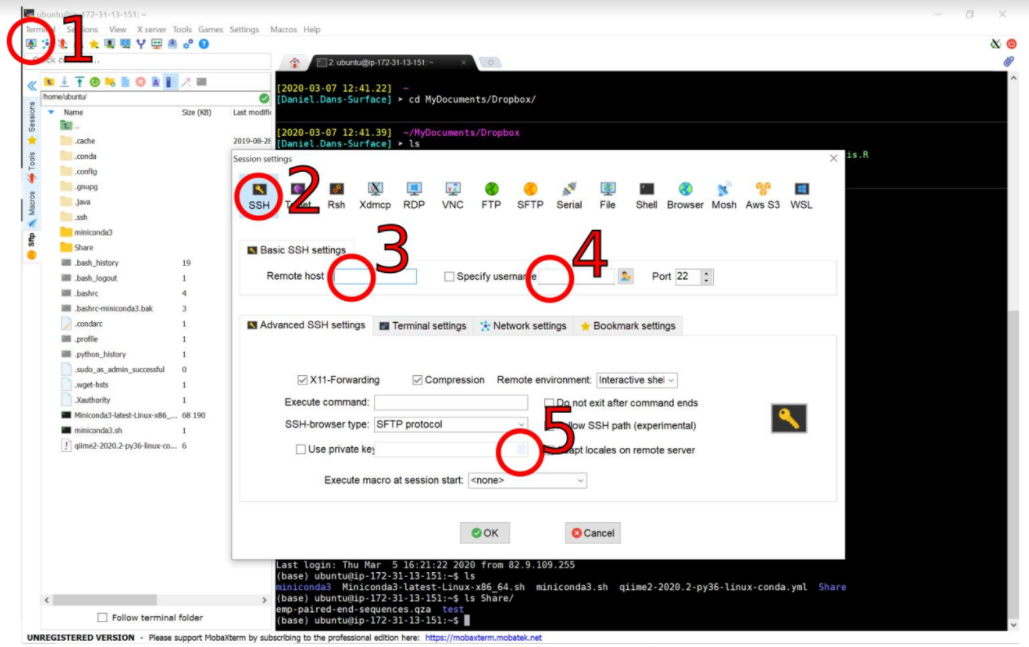 ubuntu@ip-172-31-13-151: ~
1
Terminal Sessions View X server Tools Games Settings Macros Help
2. ubuntu@ip-172-31-13-151: ~
/home/ubuntu/
Name Size (KB) Last modifi
..
.cache 2019-08-28
.conda
.config
.gnupg
.java
.ssh
miniconda3
Share
.bash_history 19
.bash_logout 1
.bashrc 4
.bashrc-miniconda3.bak 3
.condarc 1
.profile 1
.python_history 1
.sudo_as_admin_successful 0
.wget-hsts 1
.Xauthority 1
Miniconda3-latest-Linux-x86_... 68 190
miniconda3.sh 1
qiime2-2020.2-py36-linux-co... 6
Sessions
Tools
Macros
Sftp
Follow terminal folder
[2020-03-07 12:41.22] ~
[Daniel.Dans-Surface] ➤ cd MyDocuments/Dropbox/
[2020-03-07 12:41.39] ~/MyDocuments/Dropbox
[Daniel.Dans-Surface] ➤ ls
is.R
Session settings
2
SSH Rsh Xdmcp RDP VNC FTP SFTP Serial File Shell Browser Mosh Aws S3 WSL
Basic SSH settings
3
4
Remote host Specify username Port 22
Advanced SSH settings Terminal settings Network settings Bookmark settings
X11-Forwarding Compression Remote environment: Interactive shel
Execute command: Do not exit after command ends
5
SSH-browser type: SFTP protocol SSH path (experimental)
Use private key locales on remote server
Execute macro at session start: <none>
OK Cancel
Last login: Thu Mar 5 16:21:22 2020 from 82.9.109.255
(base) ubuntu@ip-172-31-13-151:~$ ls
miniconda3 Miniconda3-latest-Linux-x86_64.sh miniconda3.sh qiime2-2020.2-py36-linux-conda.yml Share
(base) ubuntu@ip-172-31-13-151:~$ ls Share/
emp-paired-end-sequences.qza test
(base) ubuntu@ip-172-31-13-151:~$
UNREGISTERED VERSION - Please support MobaXterm by subscribing to the professional edition here: https://mobaxterm.mobatek.net